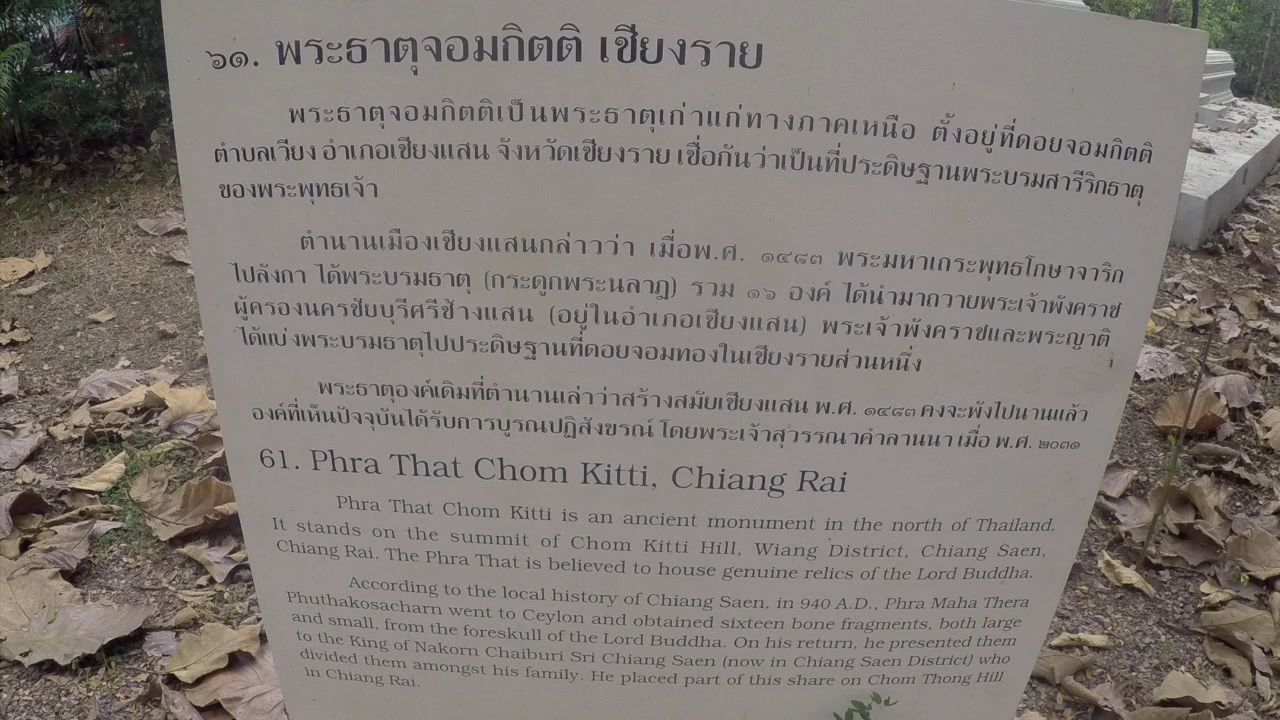 ๖๑. พระธาตุจอมกิตติ เชียงราย
พระธาตุจอมกิตติเป็นพระธาตุเก่าแก่ทางภาคเหนือ ตั้งอยู่ที่ดอยจอมกิตติ
ตำบลเวียง อำเภอเชียงแสน จังหวัดเชียงราย เชื่อกันว่าเป็นที่ประดิษฐานพระบรมสารีริกธาตุ
ของพระพุทธเจ้า
ตำนานเมืองเชียงแสนกล่าวว่า เมื่อพ.ศ. ๑๔๘๓ พระมหาเถระพุทธโกษาจาริก
ไปลังกา ได้พระบรมธาตุ (กระดูกพระนลาฏ) รวม ๑๖ องค์ ได้นำมาถวายพระเจ้าพังคราช
ผู้ครองนครชัยบุรีศรีช้างแสน (อยู่ในอำเภอเชียงแสน) พระเจ้าพังคราชและพระญาติ
ได้แบ่งพระบรมธาตุไปประดิษฐานที่ดอยจอมทองในเชียงรายส่วนหนึ่ง
พระธาตุองค์เดิมที่ตำนานเล่าว่าสร้างสมัยเชียงแสน พ.ศ. ๑๔๘๓ คงจะพังไปนานแล้ว
องค์ที่เห็นปัจจุบันได้รับการบูรณปฏิสังขรณ์ โดยพระเจ้าสุวรรณาคำลานนา เมื่อ พ.ศ. ๒๐๓๑
61. Phra That Chom Kitti, Chiang Rai
Phra That Chom Kitti is an ancient monument in the north of Thailand.
It stands on the summit of Chom Kitti Hill, Wiang District, Chiang Saen,
Chiang Rai. The Phra That is believed to house genuine relics of the Lord Buddha.
According to the local history of Chiang Saen, in 940 A.D., Phra Maha Thera
Phuthakosacharn went to Ceylon and obtained sixteen bone fragments, both large
and small, from the foreskull of the Lord Buddha. On his return, he presented them
to the King of Nakorn Chaiburi Sri Chiang Saen (now in Chiang Saen District) who
divided them amongst his family. He placed part of this share on Chom Thong Hill
in Chiang Rai.